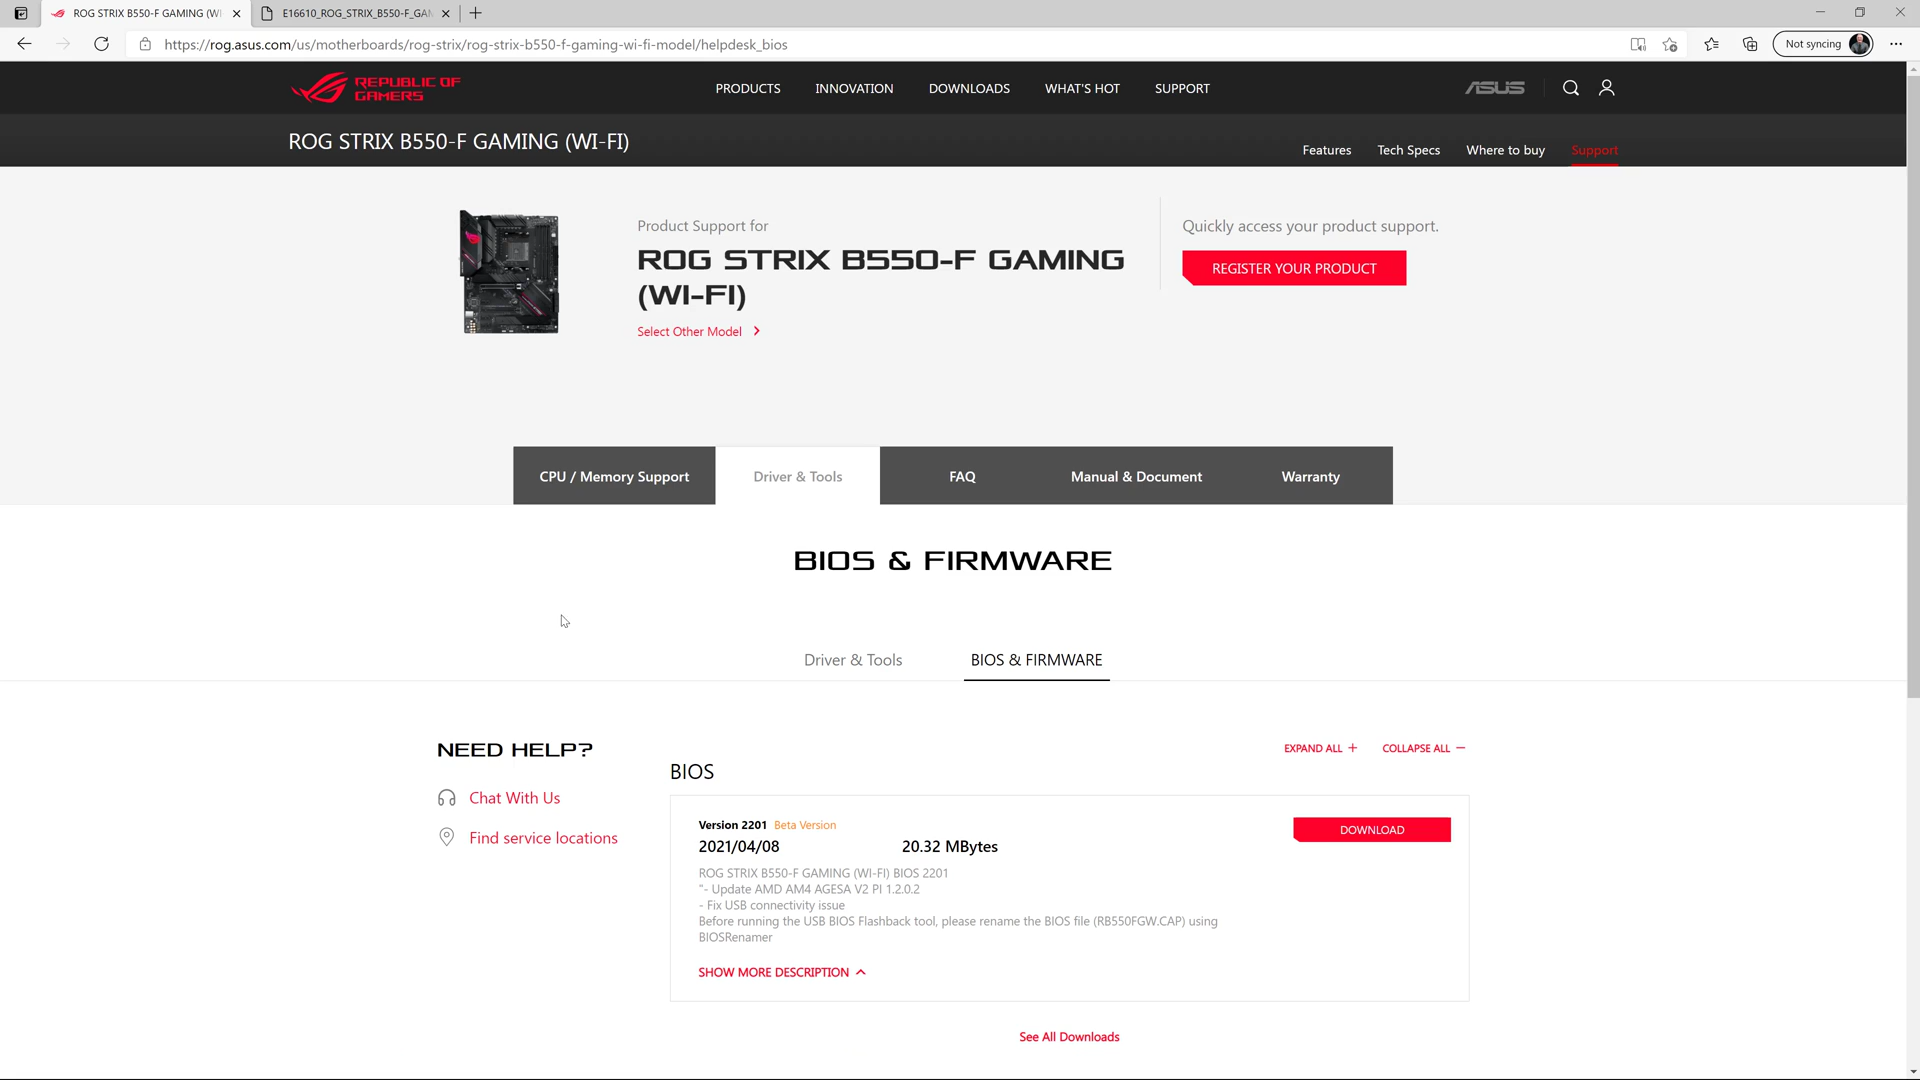 ROG STRIX B550-F GAMING (WI
E16610_ROG_STRIX_B550-F_GAM
https://rog.asus.com/us/motherboards/rog-strix/rog-strix-b550-f-gaming-wi-fi-model/helpdesk_bios
Not syncing
REPUBLIC OF
GAMERS
PRODUCTS
INNOVATION
DOWNLOADS
WHAT'S HOT
SUPPORT
ASUS
ROG STRIX B550-F GAMING (WI-FI)
Features
Tech Specs
Where to buy
Support
Product Support for
ROG STRIX B550-F GAMING
(WI-FI)
Select Other Model
Quickly access your product support.
REGISTER YOUR PRODUCT
CPU / Memory Support
Driver & Tools
FAQ
Manual & Document
Warranty
BIOS & FIRMWARE
Driver & Tools
BIOS & FIRMWARE
NEED HELP?
Chat With Us
Find service locations
EXPAND ALL +
COLLAPSE ALL −
BIOS
Version 2201 Beta Version
2021/04/08 20.32 MBytes
DOWNLOAD
ROG STRIX B550-F GAMING (WI-FI) BIOS 2201
"- Update AMD AM4 AGESA V2 PI 1.2.0.2
- Fix USB connectivity issue
Before running the USB BIOS Flashback tool, please rename the BIOS file (RB550FGW.CAP) using
BIOSRenamer
SHOW MORE DESCRIPTION
See All Downloads